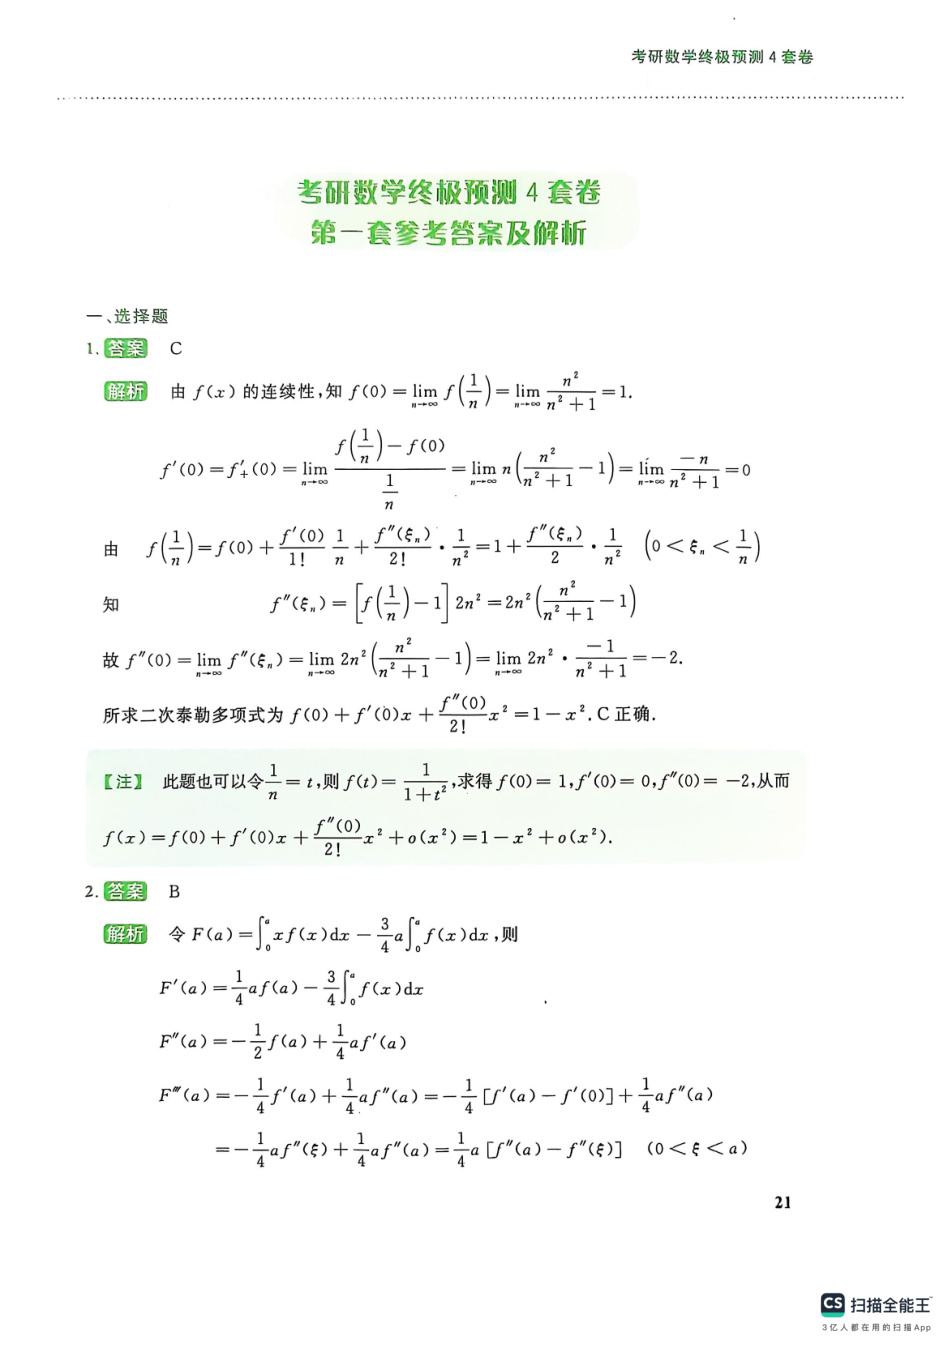 考研数学终极预测 4 套卷
考研数学终极预测 4 套卷
第一套参考答案及解析
一、选择题
1. 答案 C
解析 由 f(x) 的连续性,知 f(0) = lim_{n→∞} f(1/n) = lim_{n→∞} n²/(n²+1) = 1.
f′(0) = f′₊(0) = lim_{n→∞} (f(1/n) − f(0))/(1/n) = lim_{n→∞} n(n²/(n²+1) − 1) = lim_{n→∞} −n/(n²+1) = 0
由 f(1/n) = f(0) + f′(0)/1! 1/n + f″(ξₙ)/2! · 1/n² = 1 + f″(ξₙ)/2 · 1/n² (0 < ξₙ < 1/n)
知 f″(ξₙ) = [f(1/n) − 1] 2n² = 2n²(n²/(n²+1) − 1)
故 f″(0) = lim_{n→∞} f″(ξₙ) = lim_{n→∞} 2n²(n²/(n²+1) − 1) = lim_{n→∞} 2n² · −1/(n²+1) = −2.
所求二次泰勒多项式为 f(0) + f′(0)x + f″(0)/2! x² = 1 − x². C 正确.
【注】 此题也可以令 1/n = t,则 f(t) = 1/(1+t²),求得 f(0) = 1, f′(0) = 0, f″(0) = −2,从而
f(x) = f(0) + f′(0)x + f″(0)/2! x² + o(x²) = 1 − x² + o(x²).
2. 答案 B
解析 令 F(a) = ∫₀ᵃ xf(x)dx − 3/4 a∫₀ᵃ f(x)dx,则
F′(a) = 1/4 af(a) − 3/4 ∫₀ᵃ f(x)dx
F″(a) = −1/2 f(a) + 1/4 af′(a)
F‴(a) = −1/4 f′(a) + 1/4 af″(a) = −1/4 [f′(a) − f′(0)] + 1/4 af″(a)
= −1/4 af″(ξ) + 1/4 af″(a) = 1/4 a [f″(a) − f″(ξ)] (0 < ξ < a)
21
CS 扫描全能王
3亿人都在用的扫描App